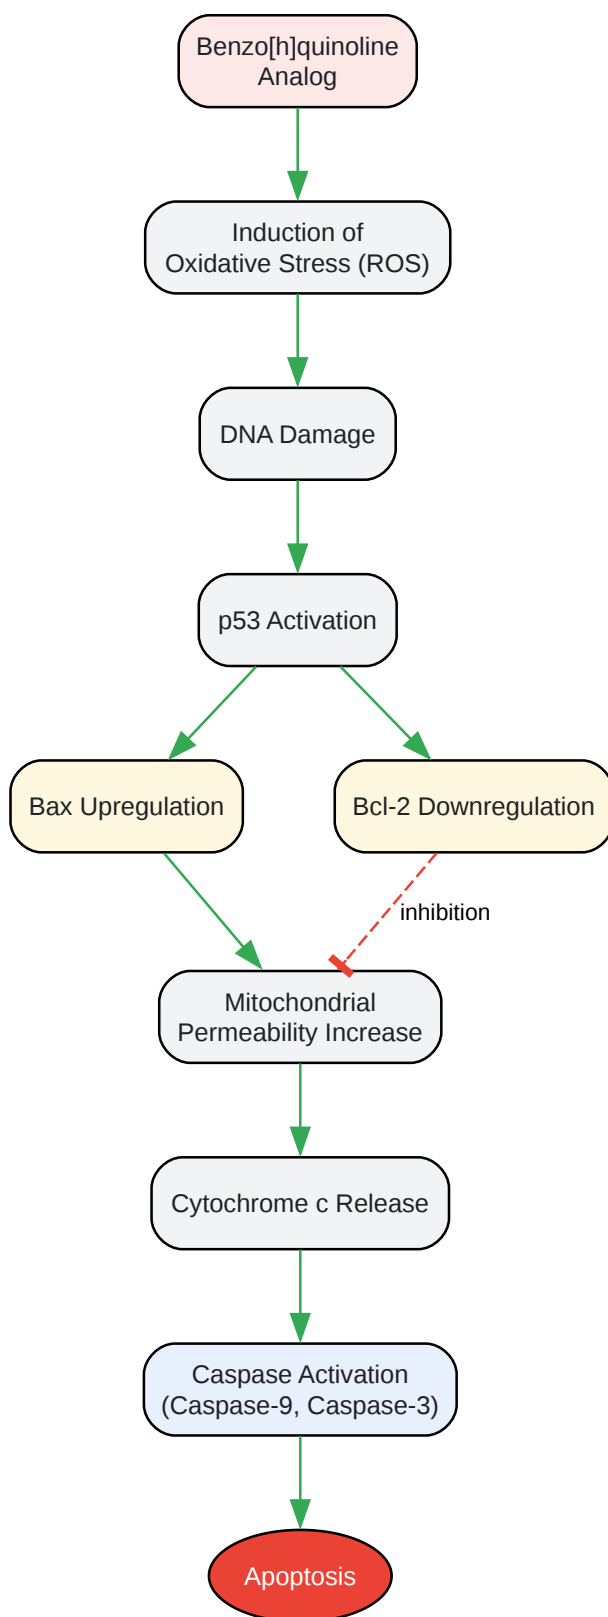 Benzo[h]quinoline
Analog
Induction of
Oxidative Stress (ROS)
DNA Damage
p53 Activation
Bax Upregulation
Bcl-2 Downregulation
inhibition
Mitochondrial
Permeability Increase
Cytochrome c Release
Caspase Activation
(Caspase-9, Caspase-3)
Apoptosis